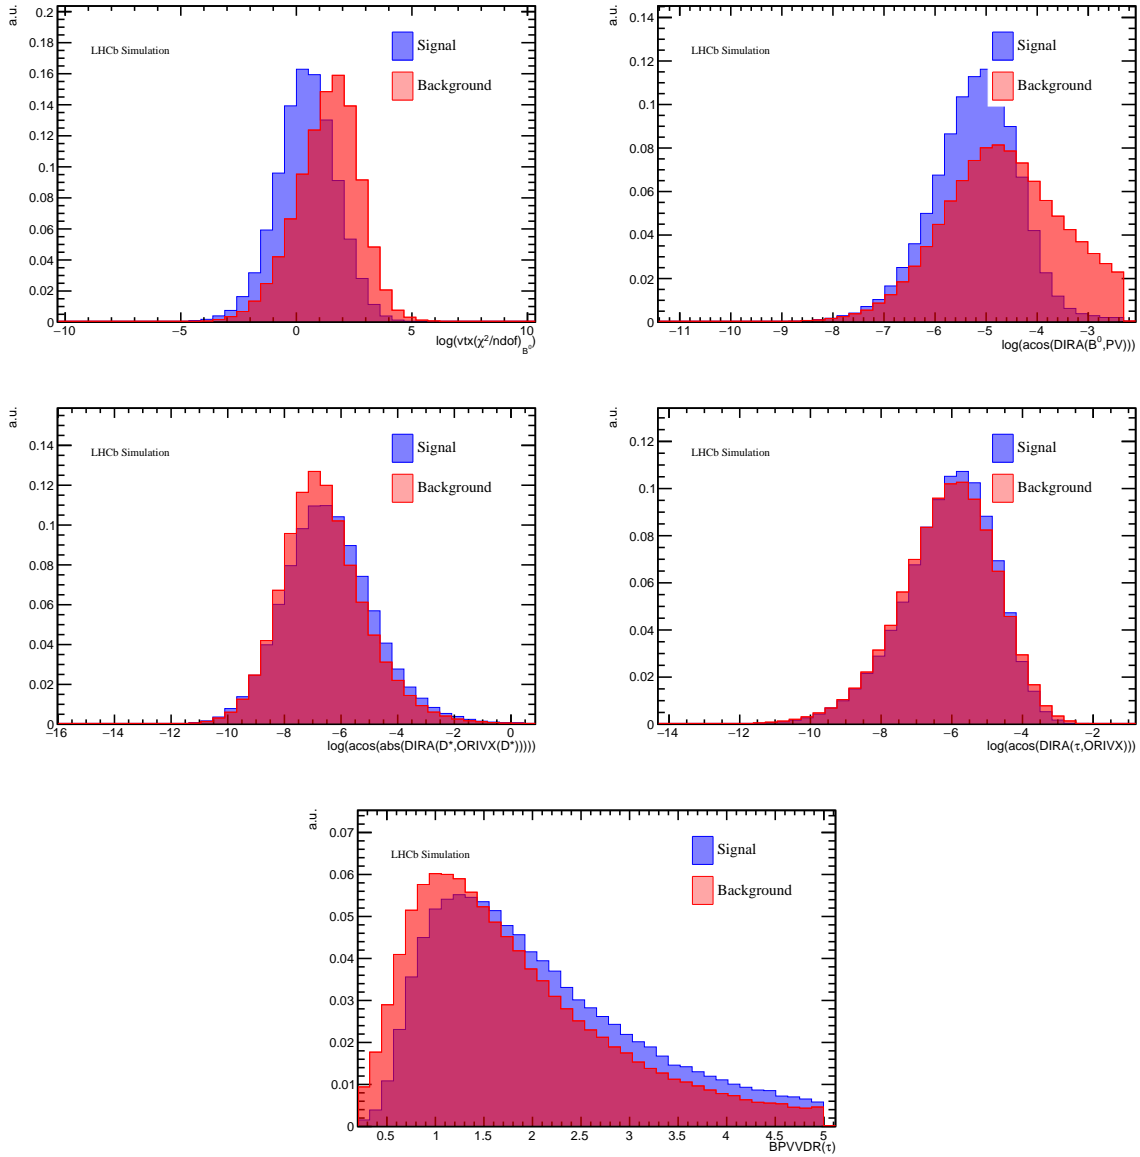 a.u.
0.2
0.18
0.16
0.14
0.12
0.1
0.08
0.06
0.04
0.02
0
LHCb Simulation
Signal
Background
−10 −5 0 5 10
log(vtx(χ²/ndof)_B⁰)
a.u.
0.14
0.12
0.1
0.08
0.06
0.04
0.02
0
LHCb Simulation
Signal
Background
−11 −10 −9 −8 −7 −6 −5 −4 −3
log(acos(DIRA(B⁰,PV)))
a.u.
0.14
0.12
0.1
0.08
0.06
0.04
0.02
0
LHCb Simulation
Signal
Background
−16 −14 −12 −10 −8 −6 −4 −2 0
log(acos(abs(DIRA(D*,ORIVX(D*)))))
a.u.
0.12
0.1
0.08
0.06
0.04
0.02
0
LHCb Simulation
Signal
Background
−14 −12 −10 −8 −6 −4 −2
log(acos(DIRA(τ,ORIVX)))
a.u.
0.07
0.06
0.05
0.04
0.03
0.02
0.01
0
LHCb Simulation
Signal
Background
0.5 1 1.5 2 2.5 3 3.5 4 4.5 5
BPVVDR(τ)